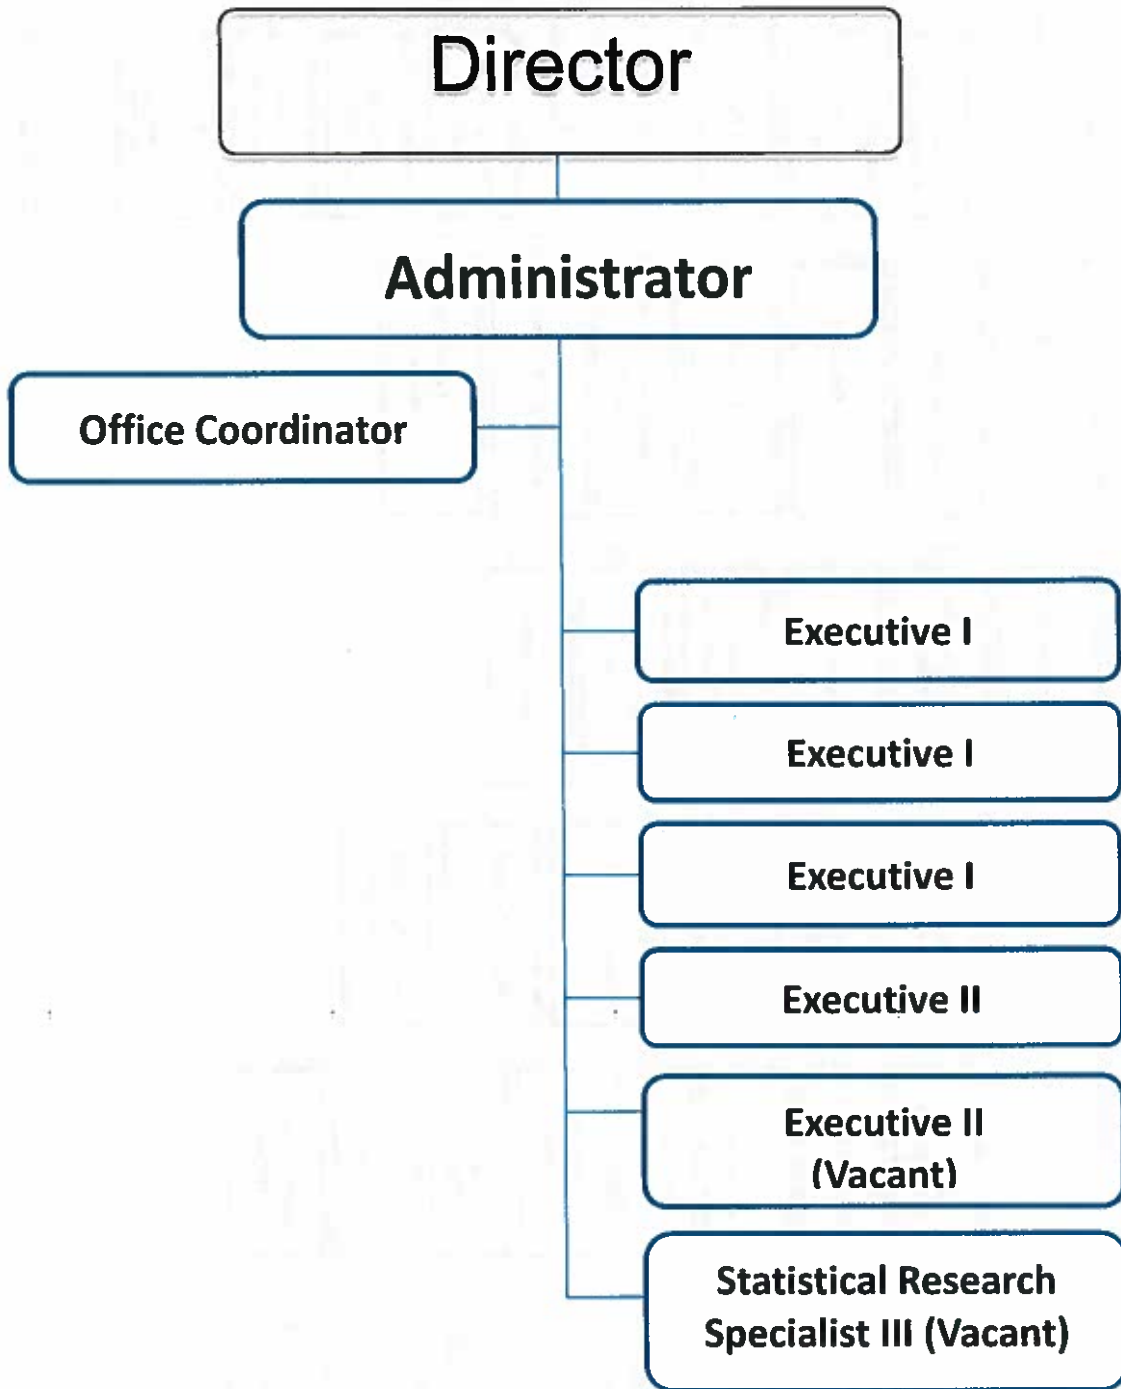 Director
Administrator
Office Coordinator
Executive I
Executive I
Executive I
Executive II
Executive II
(Vacant)
Statistical Research
Specialist III (Vacant)